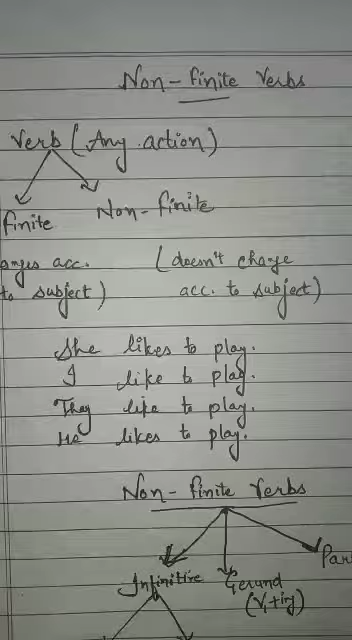 Non-finite Verbs
Verb (Any action)
finite Non-finite
anges acc. (doesn't change
to subject) acc. to subject)
She likes to play.
I like to play.
They like to play.
He likes to play.
Non-finite Verbs
Infinitive Gerund Par
(V1+ing)